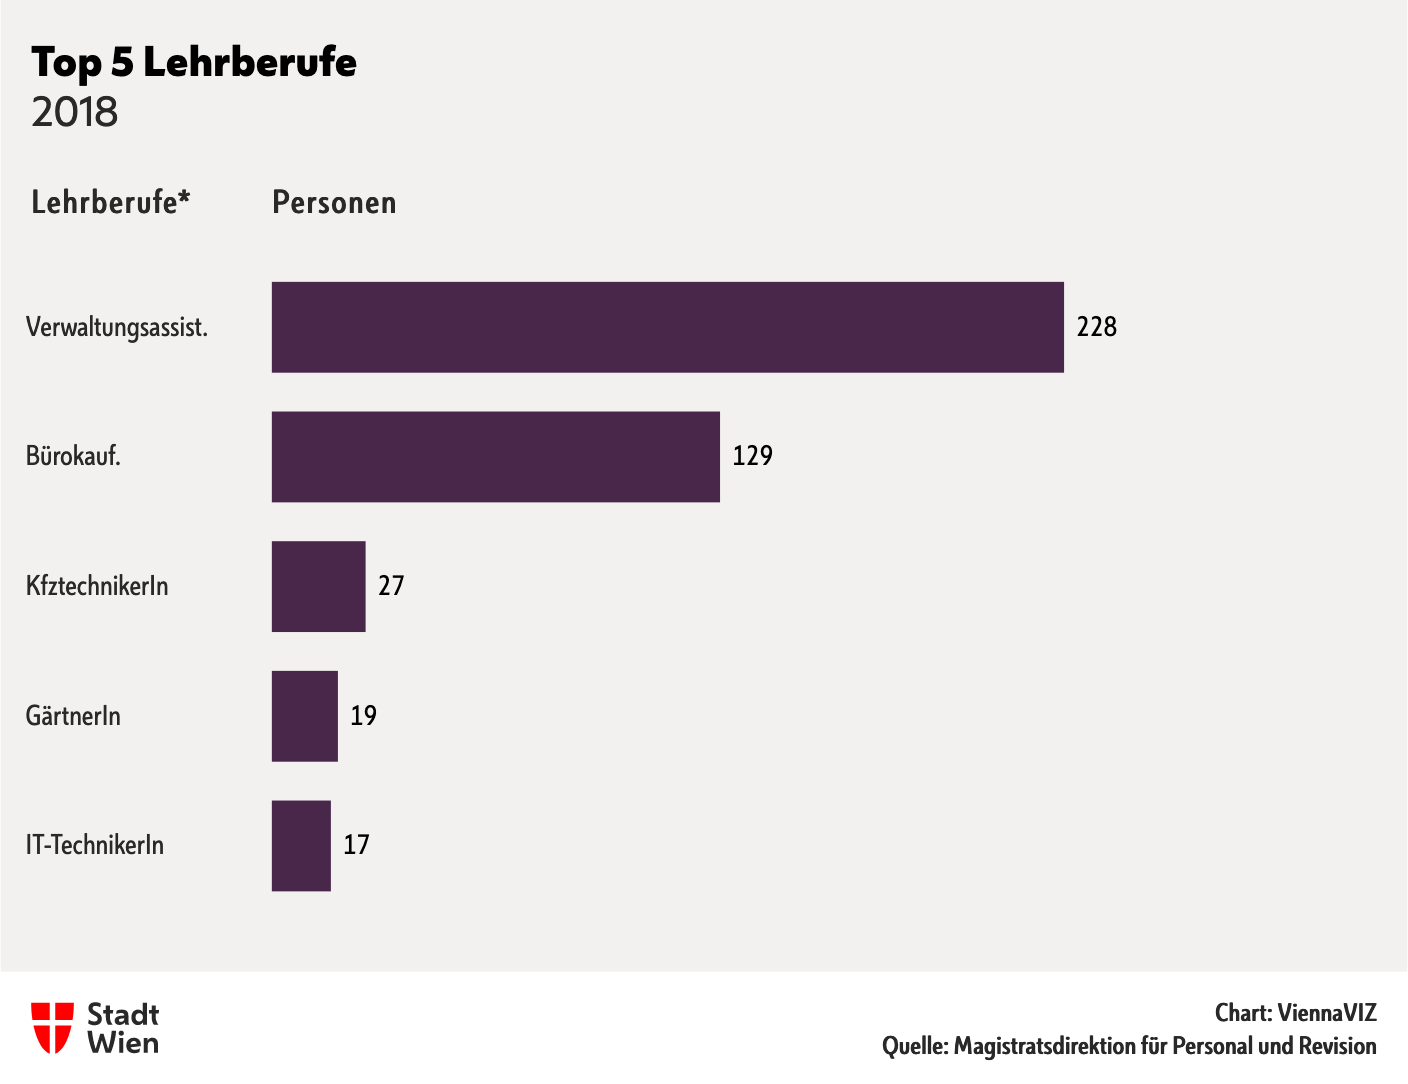 Top 5 Lehrberufe
2018
Lehrberufe* Personen
Verwaltungsassist. 228
Bürokauf. 129
KfztechnikerIn 27
GärtnerIn 19
IT-TechnikerIn 17
Stadt
Wien
Chart: ViennaVIZ
Quelle: Magistratsdirektion für Personal und Revision